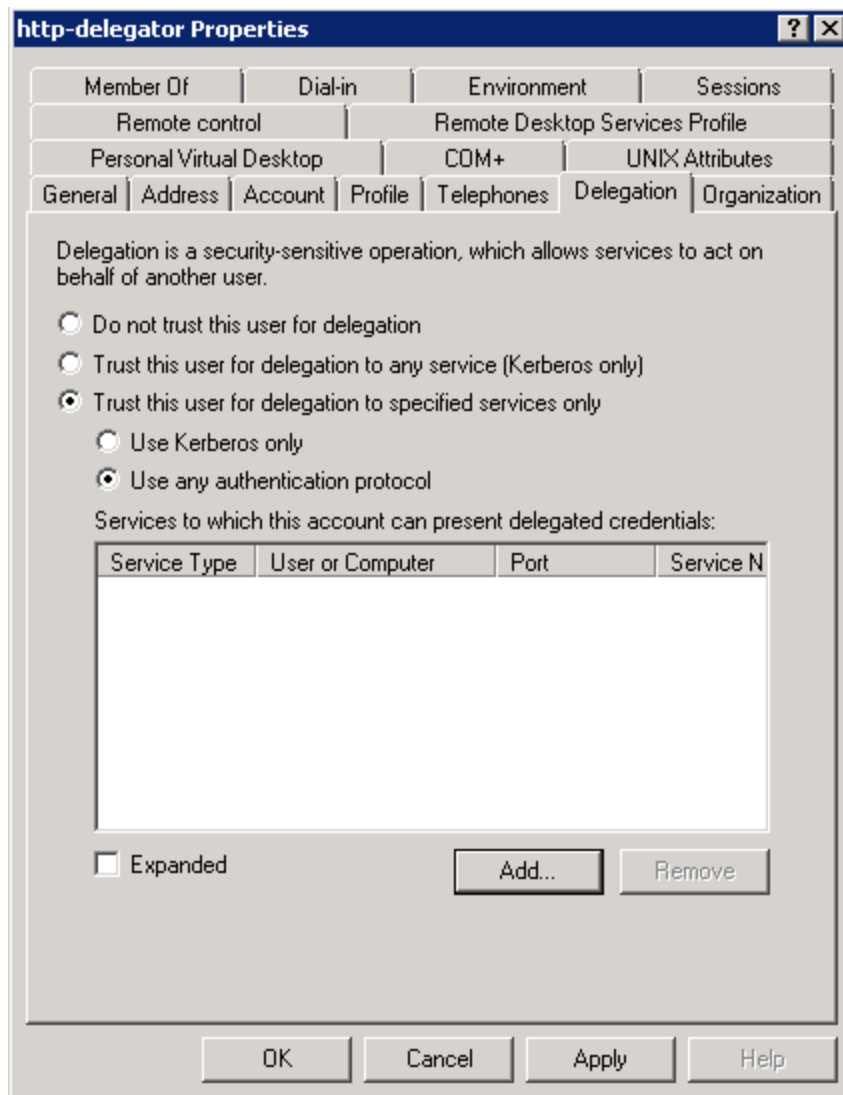 http-delegator Properties
Member Of Dial-in Environment Sessions
Remote control Remote Desktop Services Profile
Personal Virtual Desktop COM+ UNIX Attributes
General Address Account Profile Telephones Delegation Organization
Delegation is a security-sensitive operation, which allows services to act on
behalf of another user.
Do not trust this user for delegation
Trust this user for delegation to any service (Kerberos only)
Trust this user for delegation to specified services only
Use Kerberos only
Use any authentication protocol
Services to which this account can present delegated credentials:
Service Type User or Computer Port Service N
Expanded Add... Remove
OK Cancel Apply Help